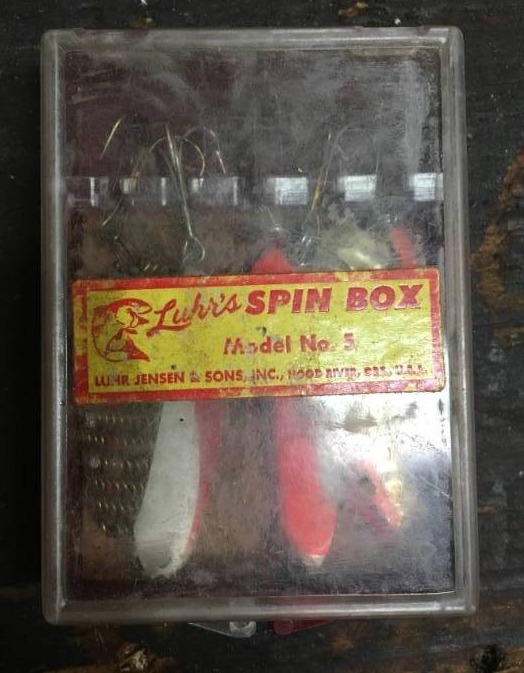 Luhr's SPIN BOX
Model No. 5
LUHR JENSEN & SONS, INC., HOOD RIVER, ORE., U.S.A.